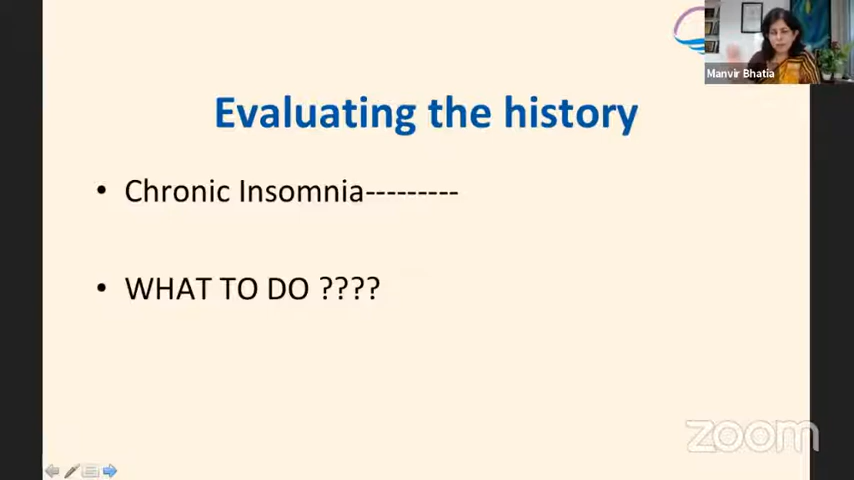 Manvir Bhatia
Evaluating the history
• Chronic Insomnia---------
• WHAT TO DO ????
zoom